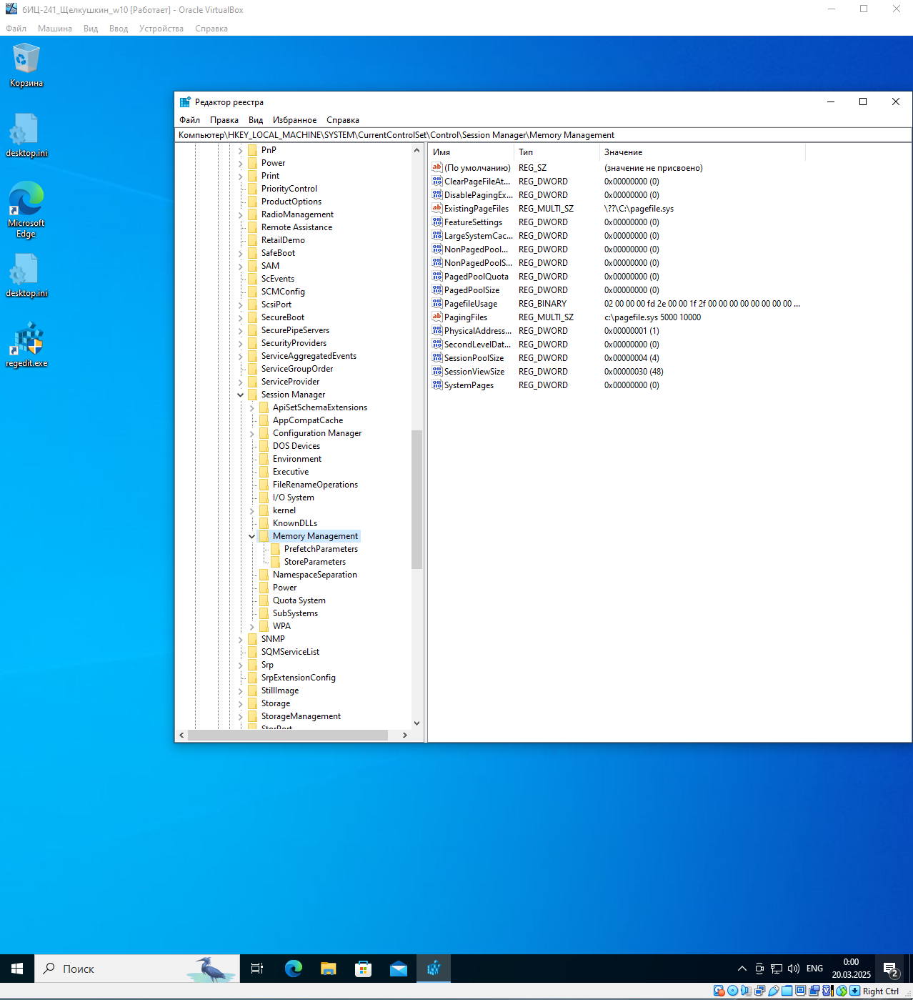 6ИЦ-241_Щелкушкин_w10 [Работает] - Oracle VirtualBox
Файл Машина Вид Ввод Устройства Справка
Корзина
desktop.ini
Microsoft
Edge
desktop.ini
regedit.exe
Редактор реестра
Файл Правка Вид Избранное Справка
Компьютер\HKEY_LOCAL_MACHINE\SYSTEM\CurrentControlSet\Control\Session Manager\Memory Management
PnP
Power
Print
PriorityControl
ProductOptions
RadioManagement
Remote Assistance
RetailDemo
SafeBoot
SAM
ScEvents
SCMConfig
ScsiPort
SecureBoot
SecurePipeServers
SecurityProviders
ServiceAggregatedEvents
ServiceGroupOrder
ServiceProvider
Session Manager
ApiSetSchemaExtensions
AppCompatCache
Configuration Manager
DOS Devices
Environment
Executive
FileRenameOperations
I/O System
kernel
KnownDLLs
Memory Management
PrefetchParameters
StoreParameters
NamespaceSeparation
Power
Quota System
SubSystems
WPA
SNMP
SQMServiceList
Srp
SrpExtensionConfig
StillImage
Storage
StorageManagement
StorPort
Имя Тип Значение
(По умолчанию) REG_SZ (значение не присвоено)
ClearPageFileAt... REG_DWORD 0x00000000 (0)
DisablePagingEx... REG_DWORD 0x00000000 (0)
ExistingPageFiles REG_MULTI_SZ \??\C:\pagefile.sys
FeatureSettings REG_DWORD 0x00000000 (0)
LargeSystemCac... REG_DWORD 0x00000000 (0)
NonPagedPool... REG_DWORD 0x00000000 (0)
NonPagedPoolS... REG_DWORD 0x00000000 (0)
PagedPoolQuota REG_DWORD 0x00000000 (0)
PagedPoolSize REG_DWORD 0x00000000 (0)
PagefileUsage REG_BINARY 02 00 00 00 fd 2e 00 00 1f 2f 00 00 00 00 00 00 00 00 ...
PagingFiles REG_MULTI_SZ c:\pagefile.sys 5000 10000
PhysicalAddress... REG_DWORD 0x00000001 (1)
SecondLevelDat... REG_DWORD 0x00000000 (0)
SessionPoolSize REG_DWORD 0x00000004 (4)
SessionViewSize REG_DWORD 0x00000030 (48)
SystemPages REG_DWORD 0x00000000 (0)
Поиск
ENG
0:00
20.03.2025
2
Right Ctrl